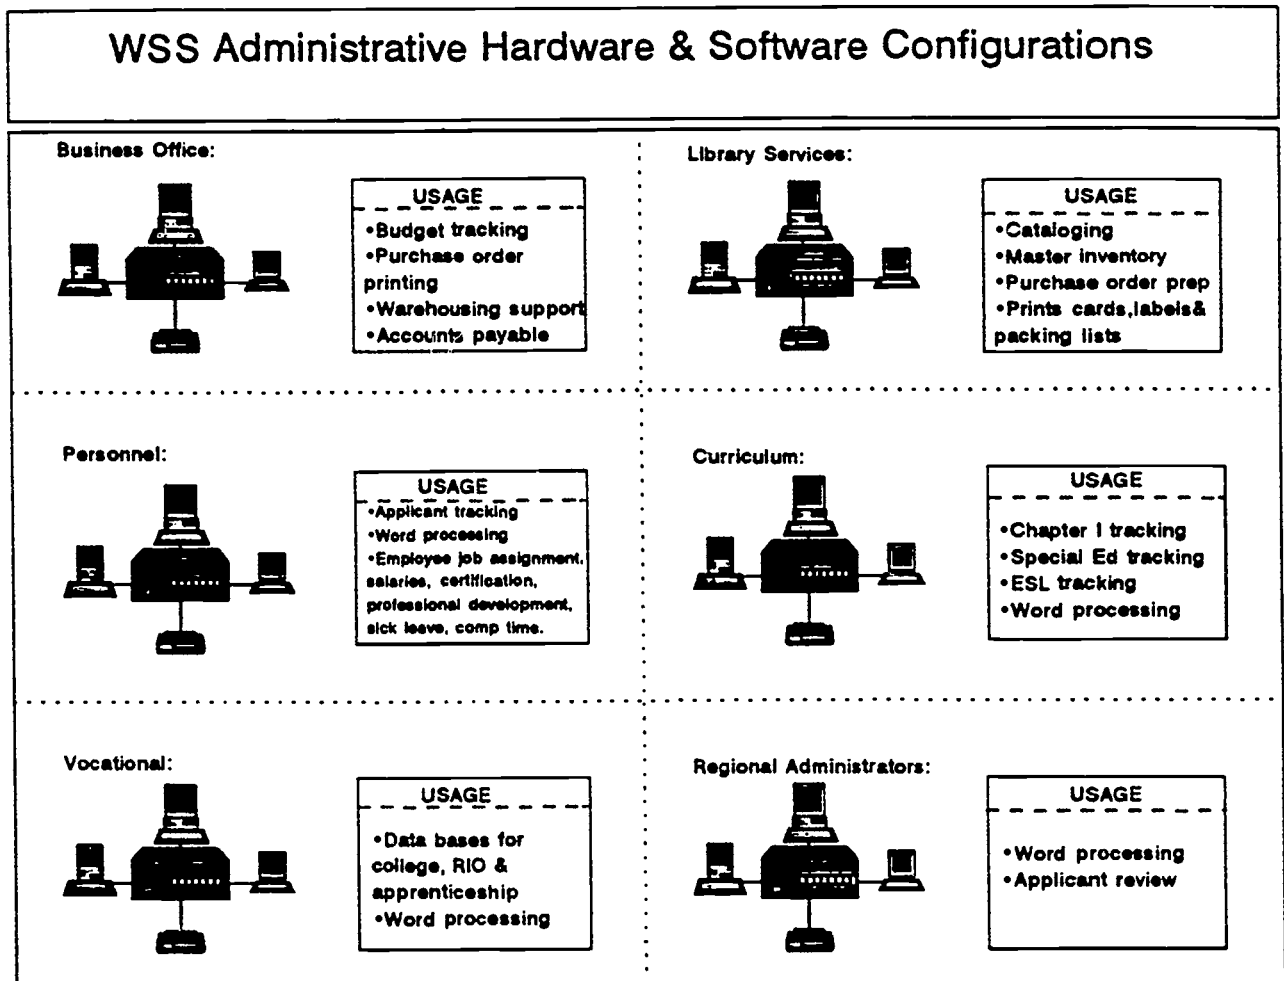 WSS Administrative Hardware & Software Configurations
Business Office:
USAGE
•Budget tracking
•Purchase order
printing
•Warehousing support
•Accounts payable
Library Services:
USAGE
•Cataloging
•Master inventory
•Purchase order prep
•Prints cards,labels&
packing lists
Personnel:
USAGE
•Applicant tracking
•Word processing
•Employee job assignment,
salaries, certification,
professional development,
sick leave, comp time.
Curriculum:
USAGE
•Chapter I tracking
•Special Ed tracking
•ESL tracking
•Word processing
Vocational:
USAGE
•Data bases for
college, RIO &
apprenticeship
•Word processing
Regional Administrators:
USAGE
•Word processing
•Applicant review